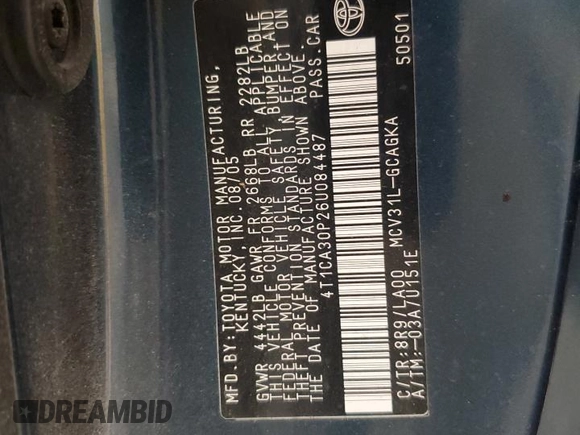 MFD. BY: TOYOTA MOTOR MANUFACTURING,
KENTUCKY, INC. 08/05
GVWR 4442LB GAWR FR 2668LB RR 2282LB
THIS VEHICLE CONFORMS TO ALL APPLICABLE
FEDERAL MOTOR VEHICLE SAFETY, BUMPER AND
THEFT PREVENTION STANDARDS IN EFFECT ON
THE DATE OF MANUFACTURE SHOWN ABOVE.
4T1CA30P26U084487 PASS. CAR
C/TR: 8R9/LA00 MCV31L-GCAGKA
A/TM: -03A/U151E 50501
DREAMBID